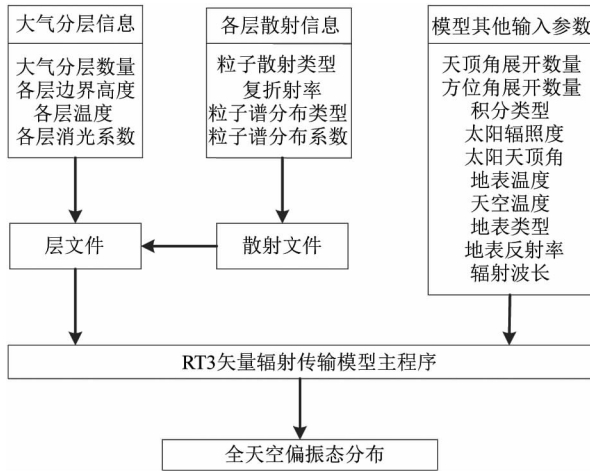 大气分层信息
大气分层数量
各层边界高度
各层温度
各层消光系数
各层散射信息
粒子散射类型
复折射率
粒子谱分布类型
粒子谱分布系数
模型其他输入参数
天顶角展开数量
方位角展开数量
积分类型
太阳辐照度
太阳天顶角
地表温度
天空温度
地表类型
地表反射率
辐射波长
层文件
散射文件
RT3矢量辐射传输模型主程序
全天空偏振态分布